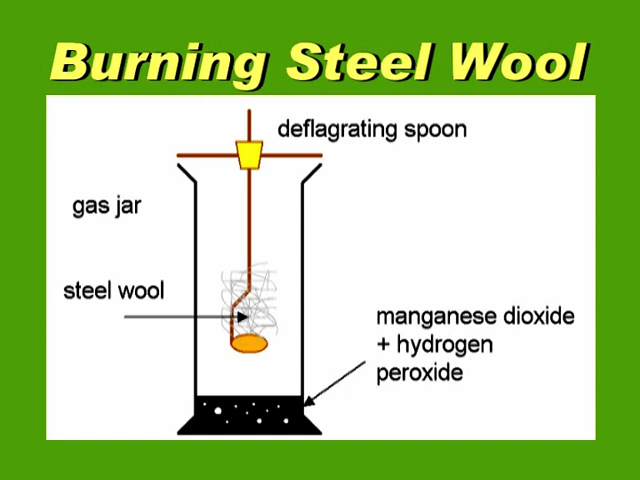 Burning Steel Wool
deflagrating spoon
gas jar
steel wool
manganese dioxide
+ hydrogen
peroxide